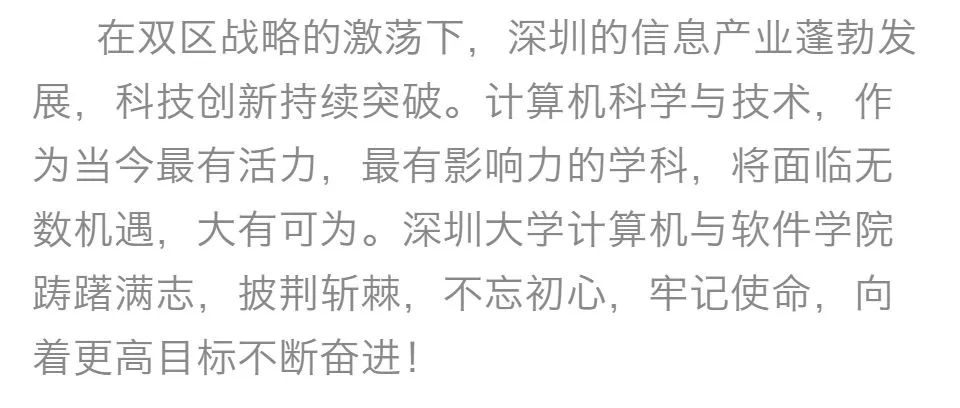 在双区战略的激荡下，深圳的信息产业蓬勃发
展，科技创新持续突破。计算机科学与技术，作
为当今最有活力，最有影响力的学科，将面临无
数机遇，大有可为。深圳大学计算机与软件学院
踌躇满志，披荆斩棘，不忘初心，牢记使命，向
着更高目标不断奋进！